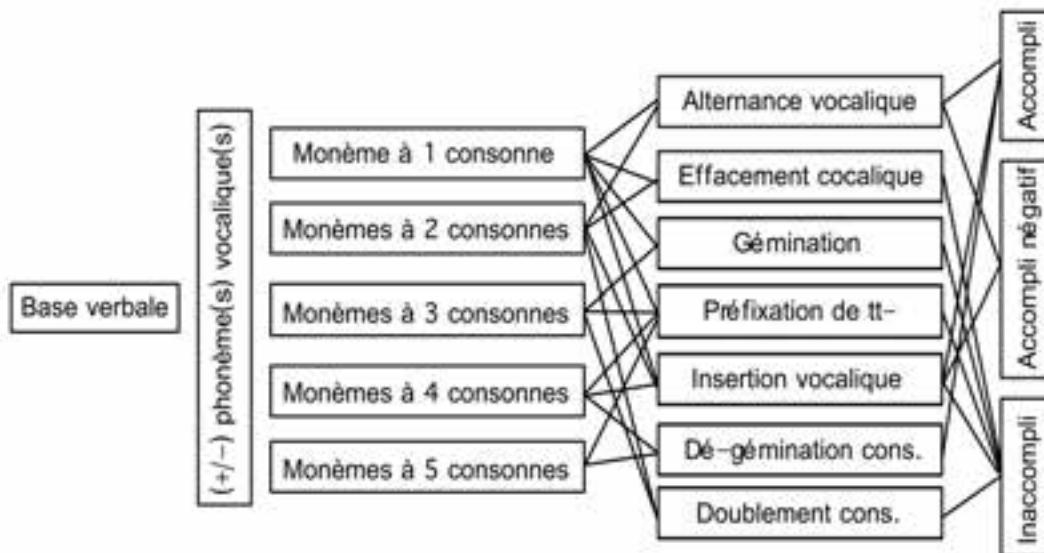 Base verbale
(+/−) phonème(s) vocalique(s)
Monème à 1 consonne
Monèmes à 2 consonnes
Monèmes à 3 consonnes
Monèmes à 4 consonnes
Monèmes à 5 consonnes
Alternance vocalique
Effacement cocalique
Gémination
Préfixation de tt−
Insertion vocalique
Dé−gémination cons.
Doublement cons.
Accompli
Accompli négatif
Inaccompli